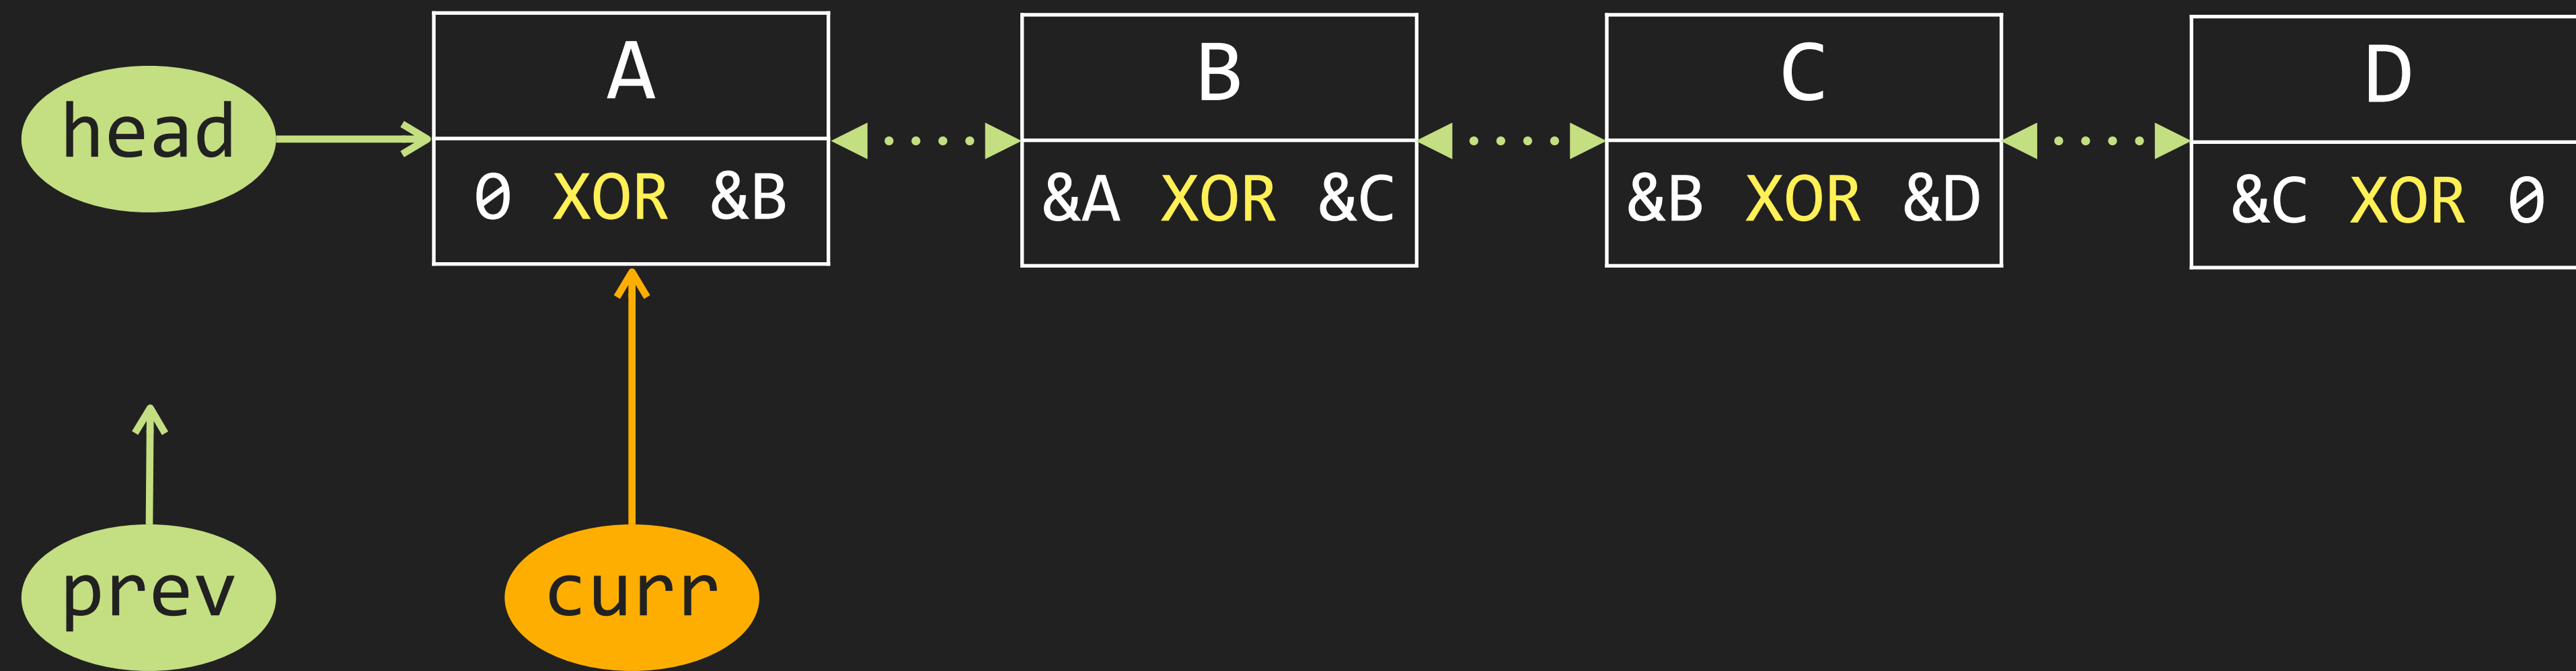 head
A
0 XOR &B
B
&A XOR &C
C
&B XOR &D
D
&C XOR 0
prev
curr